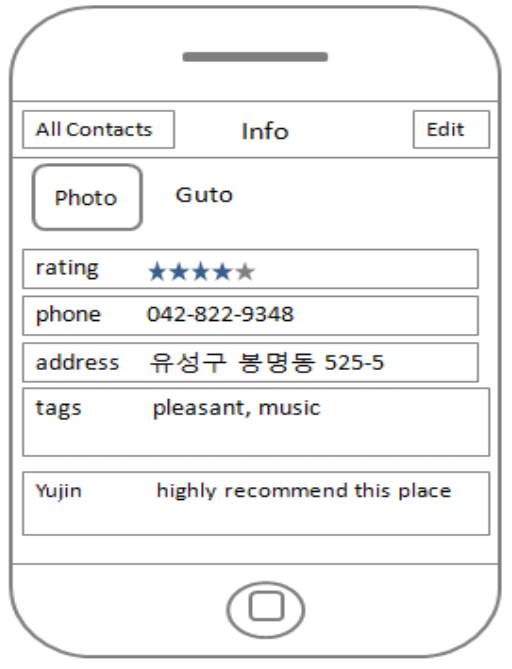 All Contacts Info Edit
Photo Guto
rating ★★★★★
phone 042-822-9348
address 유성구 봉명동 525-5
tags pleasant, music
Yujin highly recommend this place